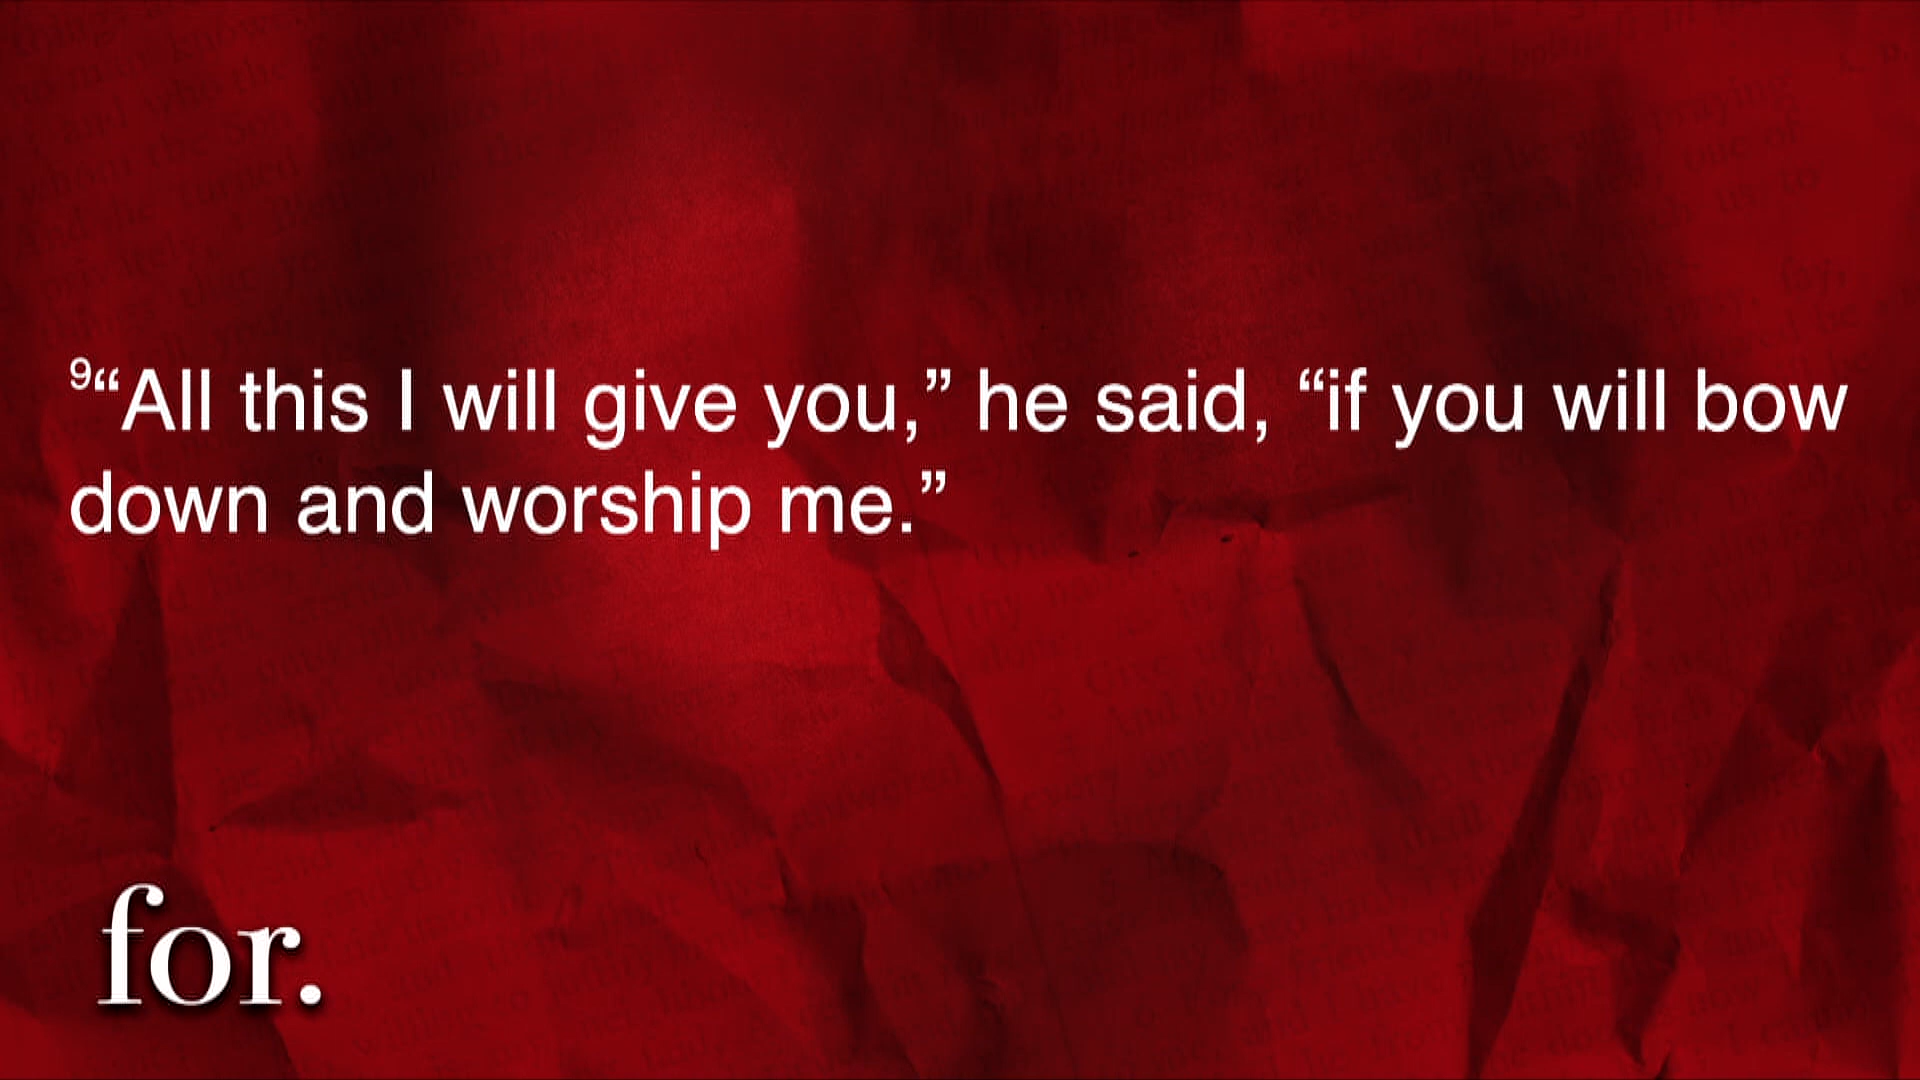 ⁹“All this I will give you,” he said, “if you will bow
down and worship me.”
for.